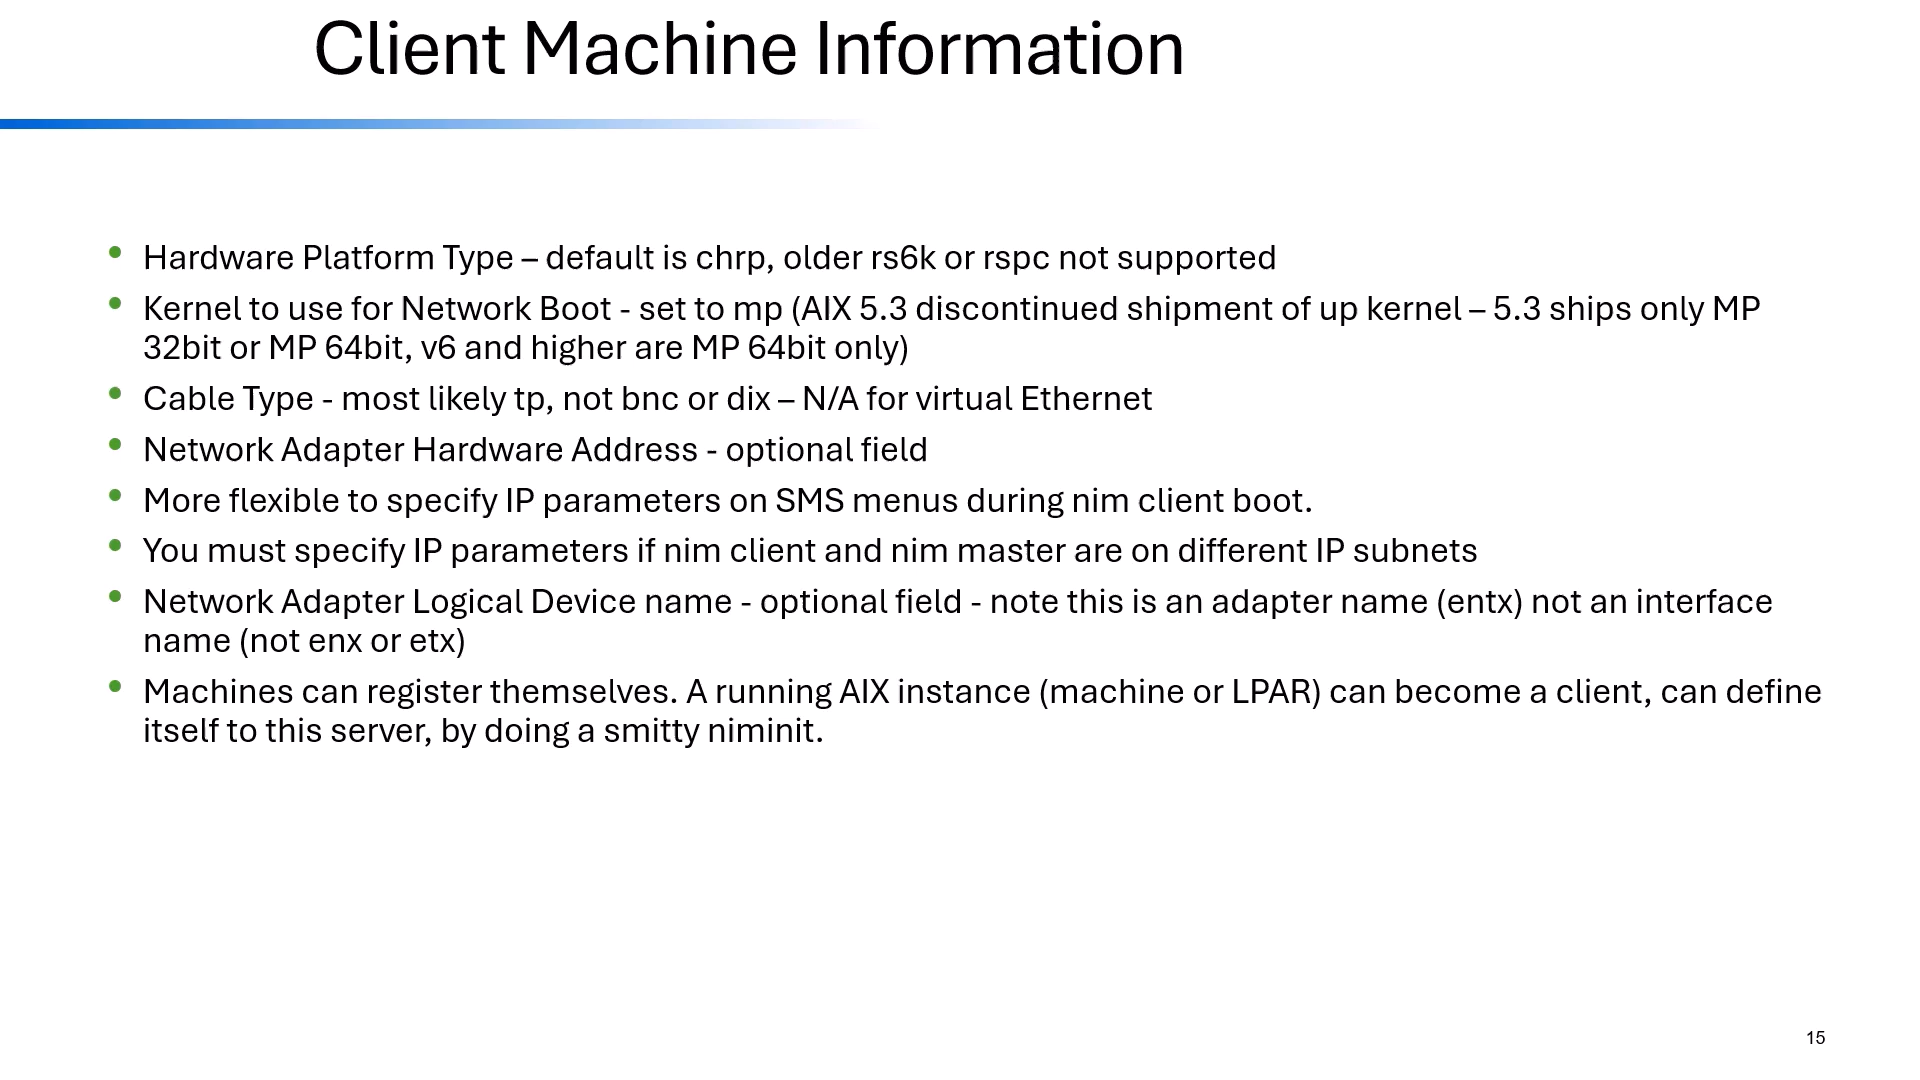 Client Machine Information
• Hardware Platform Type – default is chrp, older rs6k or rspc not supported
• Kernel to use for Network Boot - set to mp (AIX 5.3 discontinued shipment of up kernel – 5.3 ships only MP
32bit or MP 64bit, v6 and higher are MP 64bit only)
• Cable Type - most likely tp, not bnc or dix – N/A for virtual Ethernet
• Network Adapter Hardware Address - optional field
• More flexible to specify IP parameters on SMS menus during nim client boot.
• You must specify IP parameters if nim client and nim master are on different IP subnets
• Network Adapter Logical Device name - optional field - note this is an adapter name (entx) not an interface
name (not enx or etx)
• Machines can register themselves. A running AIX instance (machine or LPAR) can become a client, can define
itself to this server, by doing a smitty niminit.
15